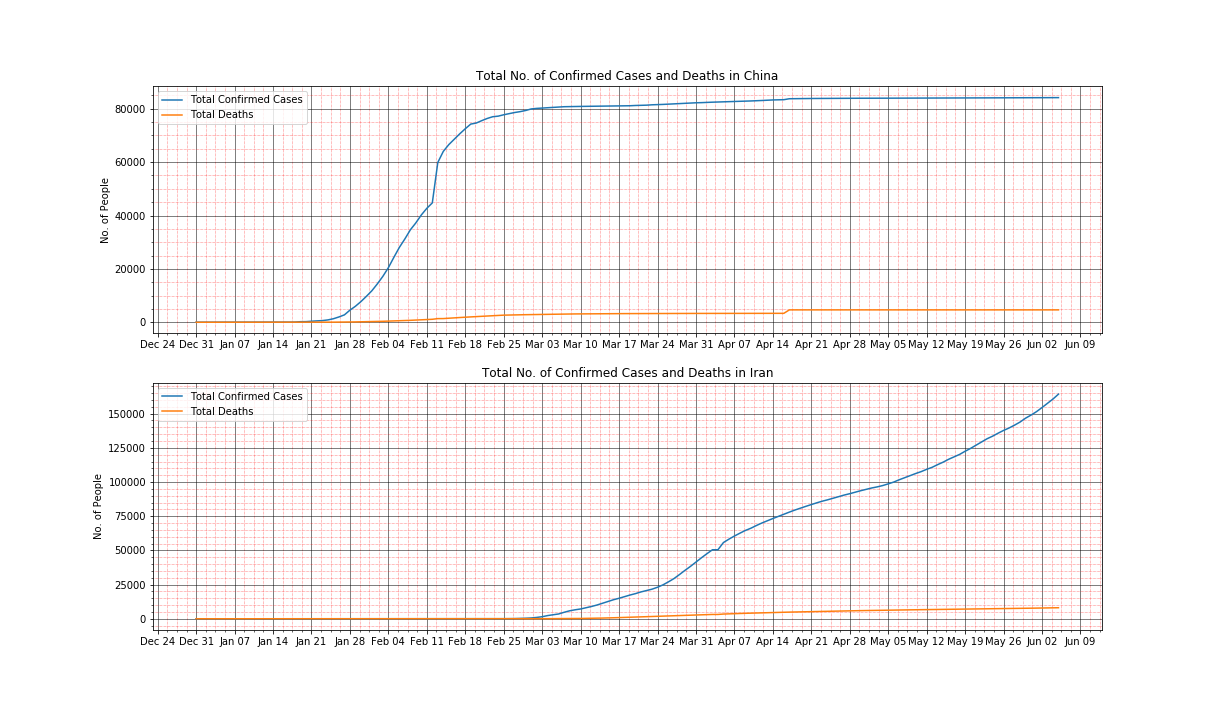 Total No. of Confirmed Cases and Deaths in China
Total Confirmed Cases
Total Deaths
No. of People
80000
60000
40000
20000
0
Dec 24 Dec 31 Jan 07 Jan 14 Jan 21 Jan 28 Feb 04 Feb 11 Feb 18 Feb 25 Mar 03 Mar 10 Mar 17 Mar 24 Mar 31 Apr 07 Apr 14 Apr 21 Apr 28 May 05 May 12 May 19 May 26 Jun 02 Jun 09
Total No. of Confirmed Cases and Deaths in Iran
Total Confirmed Cases
Total Deaths
No. of People
150000
125000
100000
75000
50000
25000
0
Dec 24 Dec 31 Jan 07 Jan 14 Jan 21 Jan 28 Feb 04 Feb 11 Feb 18 Feb 25 Mar 03 Mar 10 Mar 17 Mar 24 Mar 31 Apr 07 Apr 14 Apr 21 Apr 28 May 05 May 12 May 19 May 26 Jun 02 Jun 09